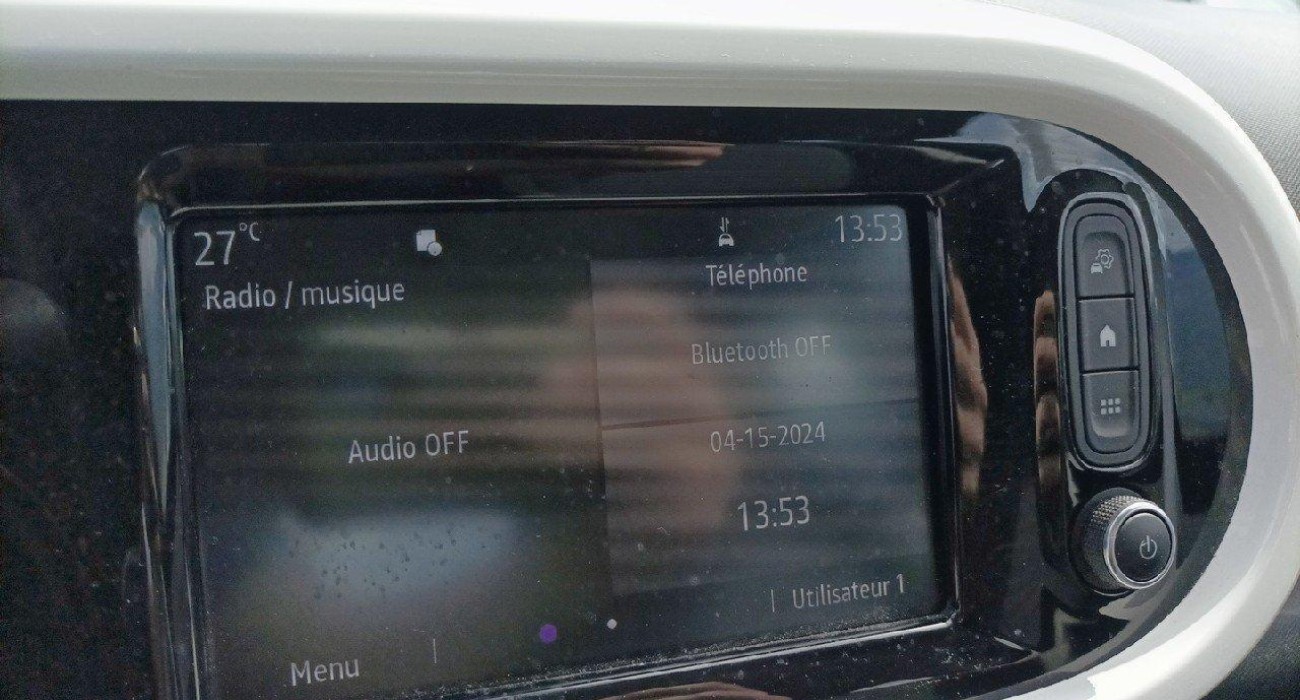 27°C
13:53
Radio / musique
Téléphone
Bluetooth OFF
Audio OFF
04-15-2024
13:53
Utilisateur 1
Menu